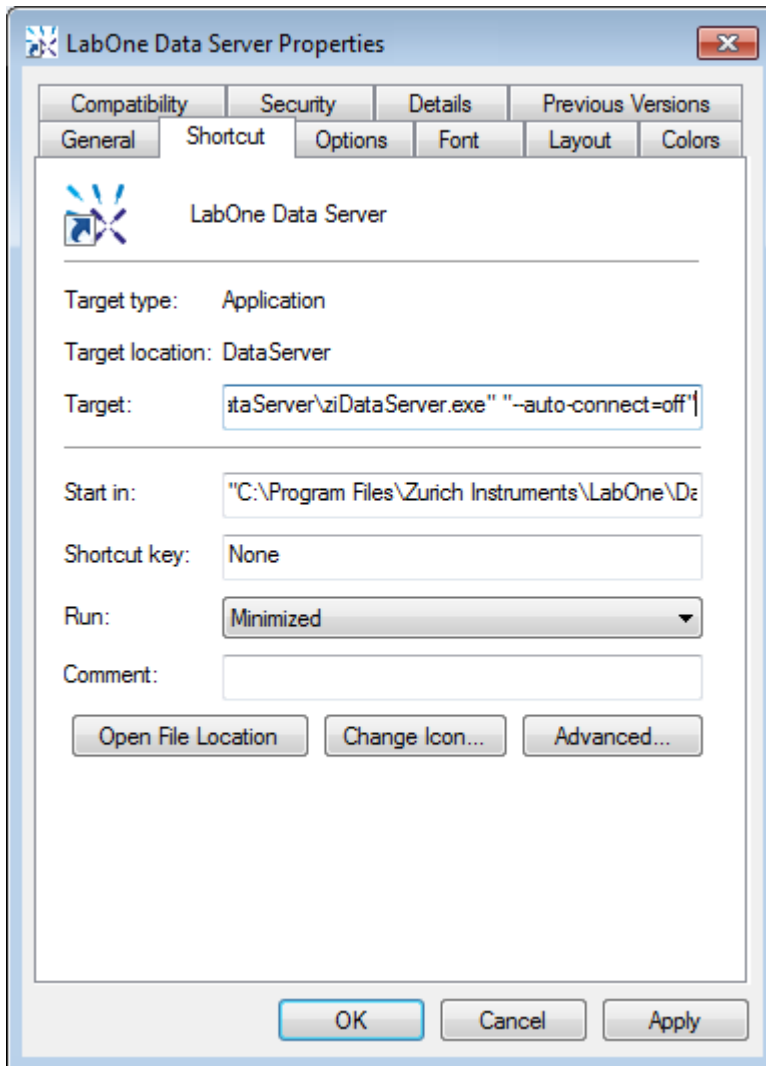 LabOne Data Server Properties
Compatibility Security Details Previous Versions
General Shortcut Options Font Layout Colors
LabOne Data Server
Target type: Application
Target location: DataServer
Target: ataServer\ziDataServer.exe" "--auto-connect=off"
Start in: "C:\Program Files\Zurich Instruments\LabOne\Da
Shortcut key: None
Run: Minimized
Comment:
Open File Location Change Icon... Advanced...
OK Cancel Apply